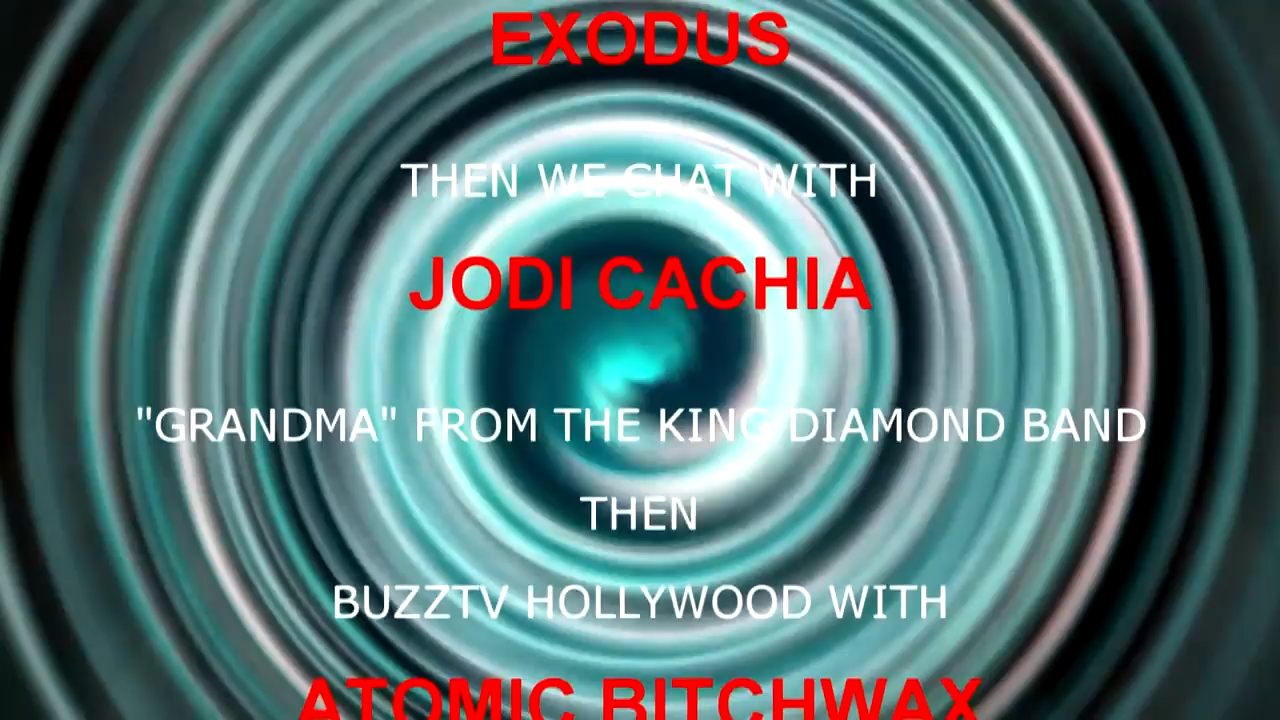 EXODUS
THEN WE CHAT WITH
JODI CACHIA
"GRANDMA" FROM THE KING DIAMOND BAND
THEN
BUZZTV HOLLYWOOD WITH
ATOMIC BITCHWAX